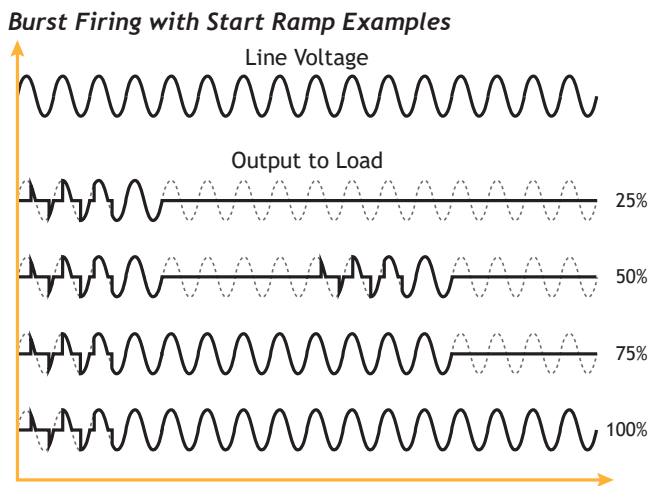 Burst Firing with Start Ramp Examples
Line Voltage
Output to Load
25%
50%
75%
100%